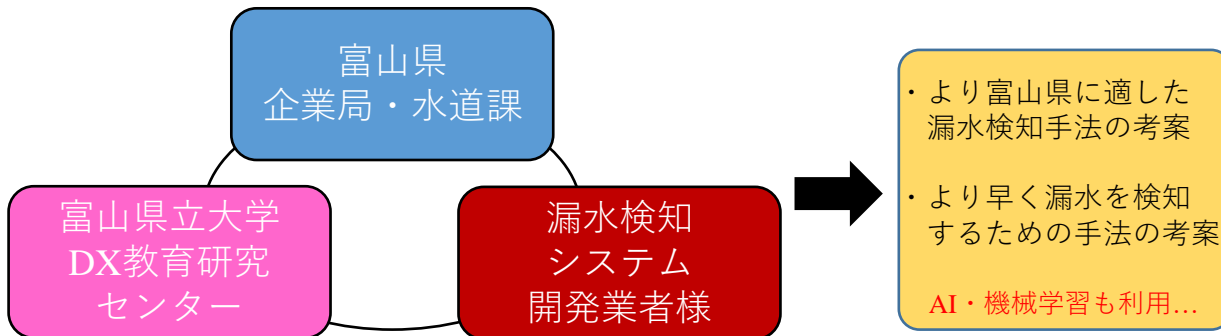 富山県
企業局・水道課
富山県立大学
DX教育研究
センター
漏水検知
システム
開発業者様
・より富山県に適した
漏水検知手法の考案
・より早く漏水を検知
するための手法の考案
AI・機械学習も利用…